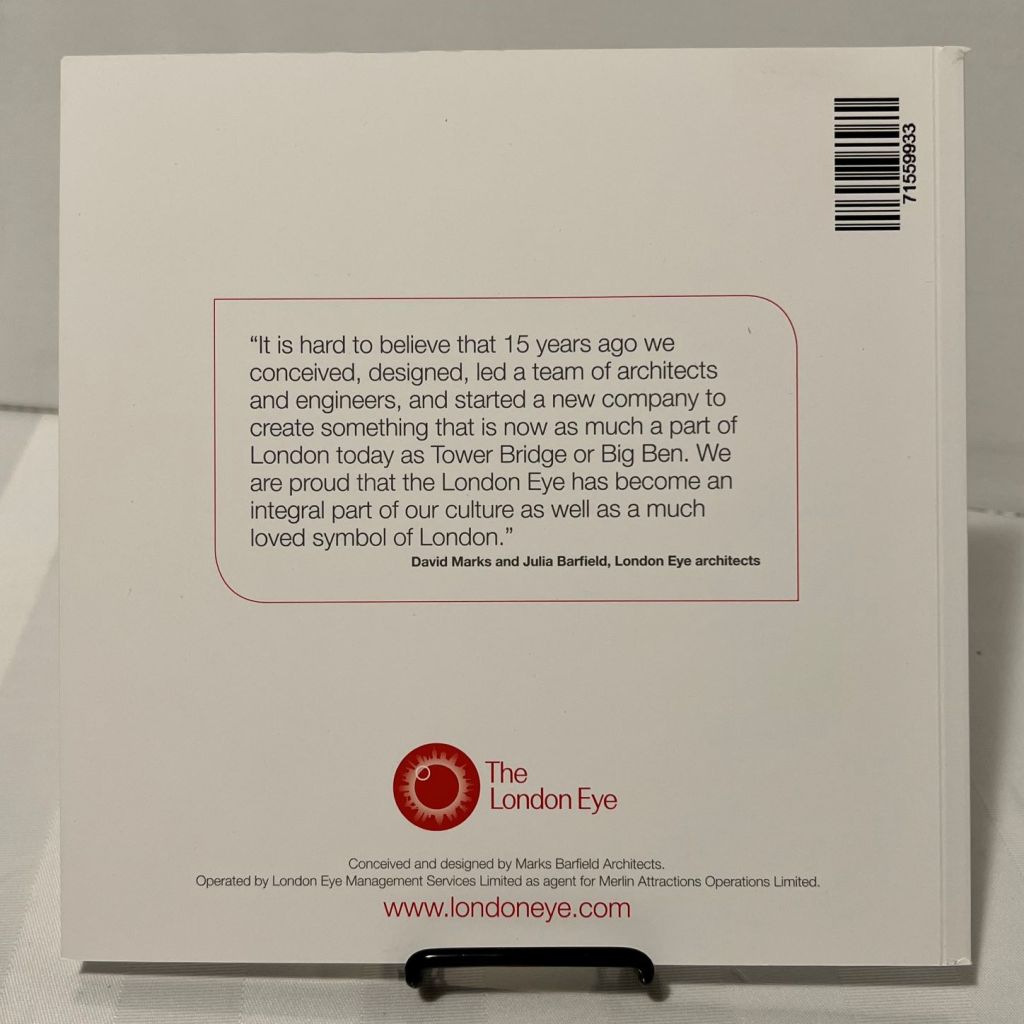 71559933
“It is hard to believe that 15 years ago we
conceived, designed, led a team of architects
and engineers, and started a new company to
create something that is now as much a part of
London today as Tower Bridge or Big Ben. We
are proud that the London Eye has become an
integral part of our culture as well as a much
loved symbol of London.”
David Marks and Julia Barfield, London Eye architects
The
London Eye
Conceived and designed by Marks Barfield Architects.
Operated by London Eye Management Services Limited as agent for Merlin Attractions Operations Limited.
www.londoneye.com